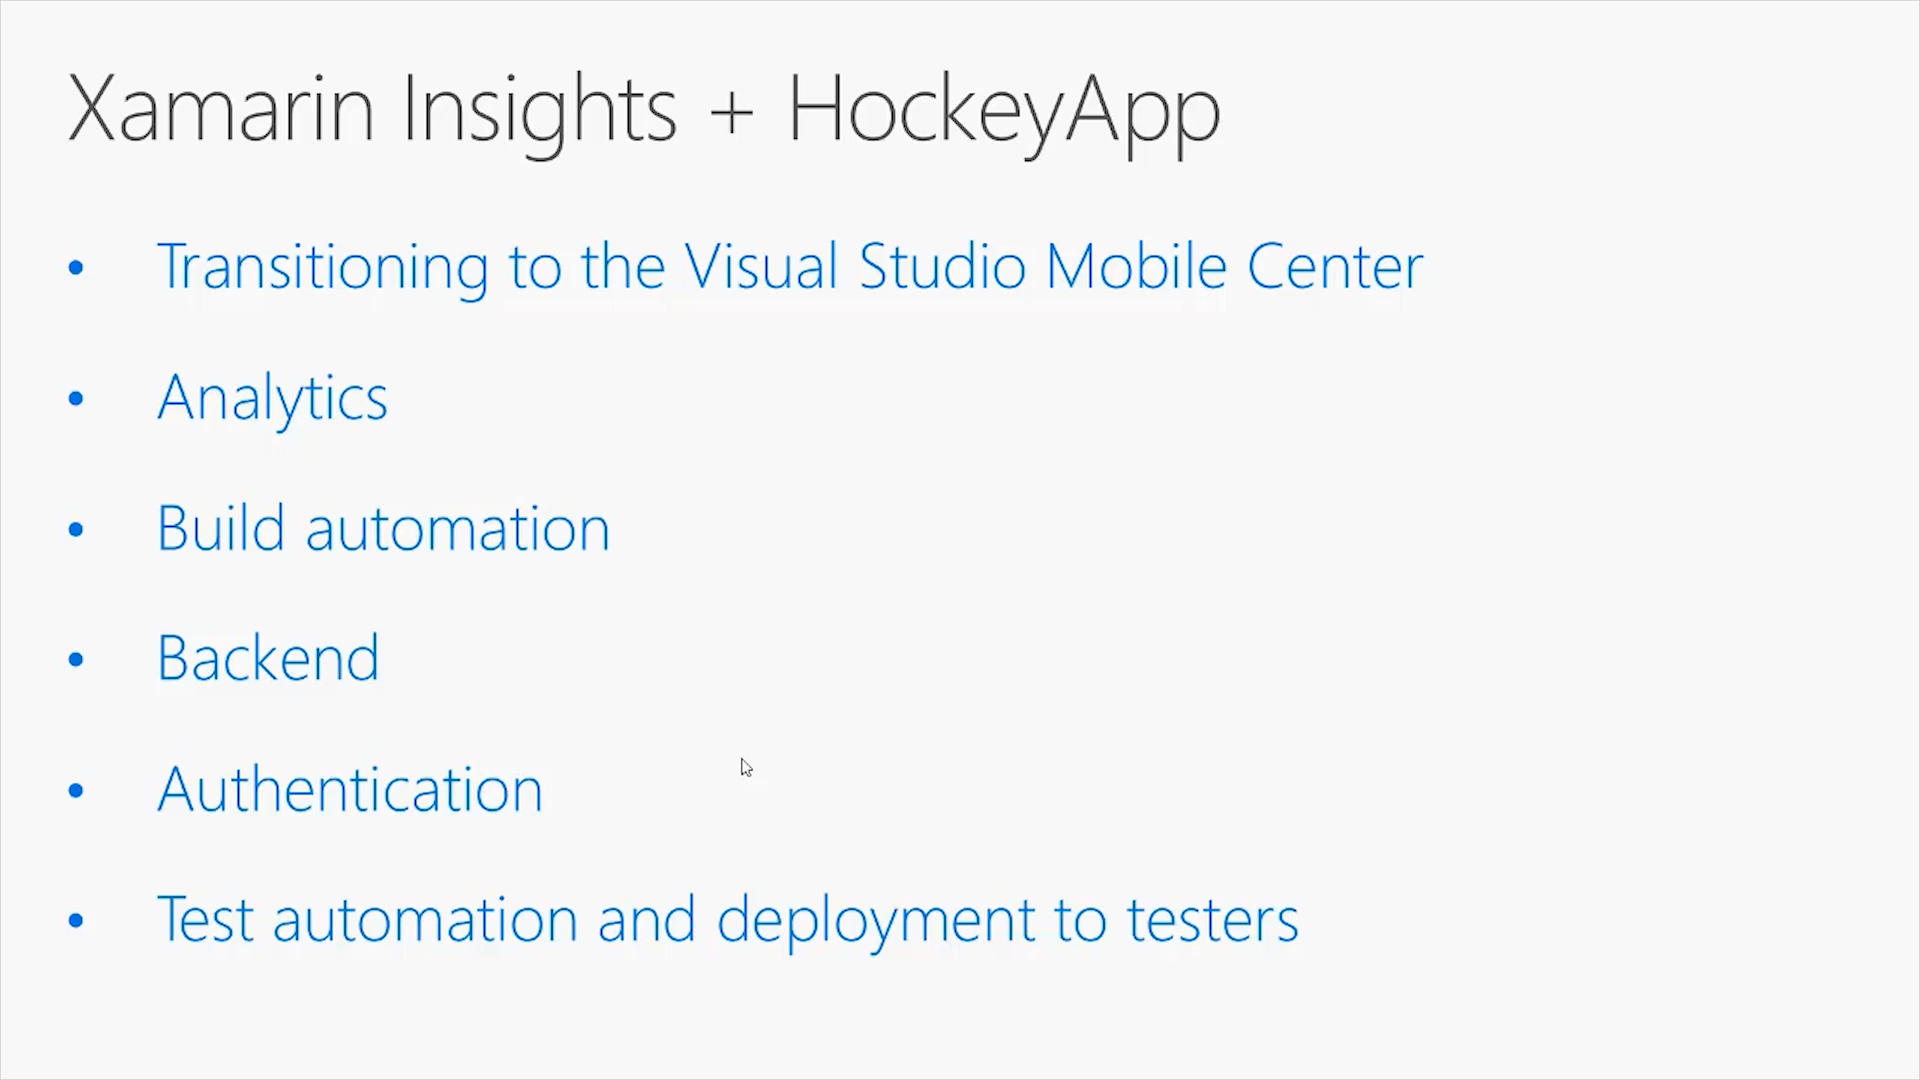 Xamarin Insights + HockeyApp
• Transitioning to the Visual Studio Mobile Center
• Analytics
• Build automation
• Backend
• Authentication
• Test automation and deployment to testers